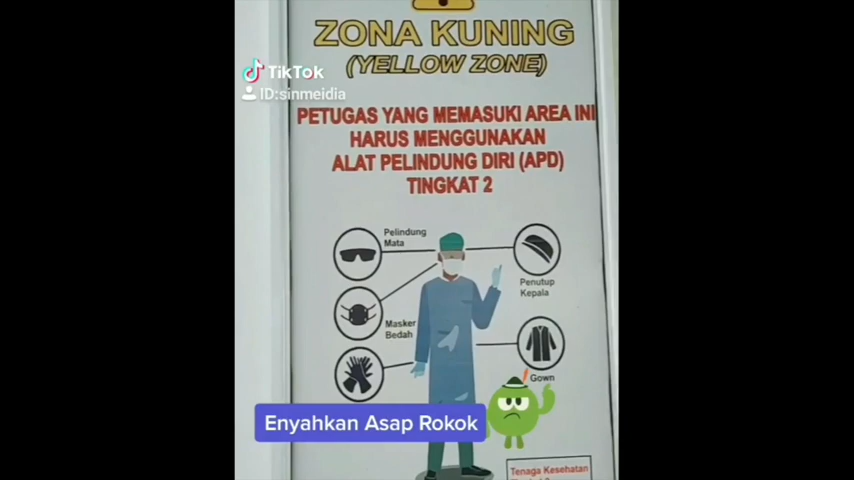 ZONA KUNING
(YELLOW ZONE)
TikTok
ID:sinmeidia
PETUGAS YANG MEMASUKI AREA INI
HARUS MENGGUNAKAN
ALAT PELINDUNG DIRI (APD)
TINGKAT 2
Pelindung
Mata
Penutup
Kepala
Masker
Bedah
Gown
Enyahkan Asap Rokok
Tenaga Kesehatan